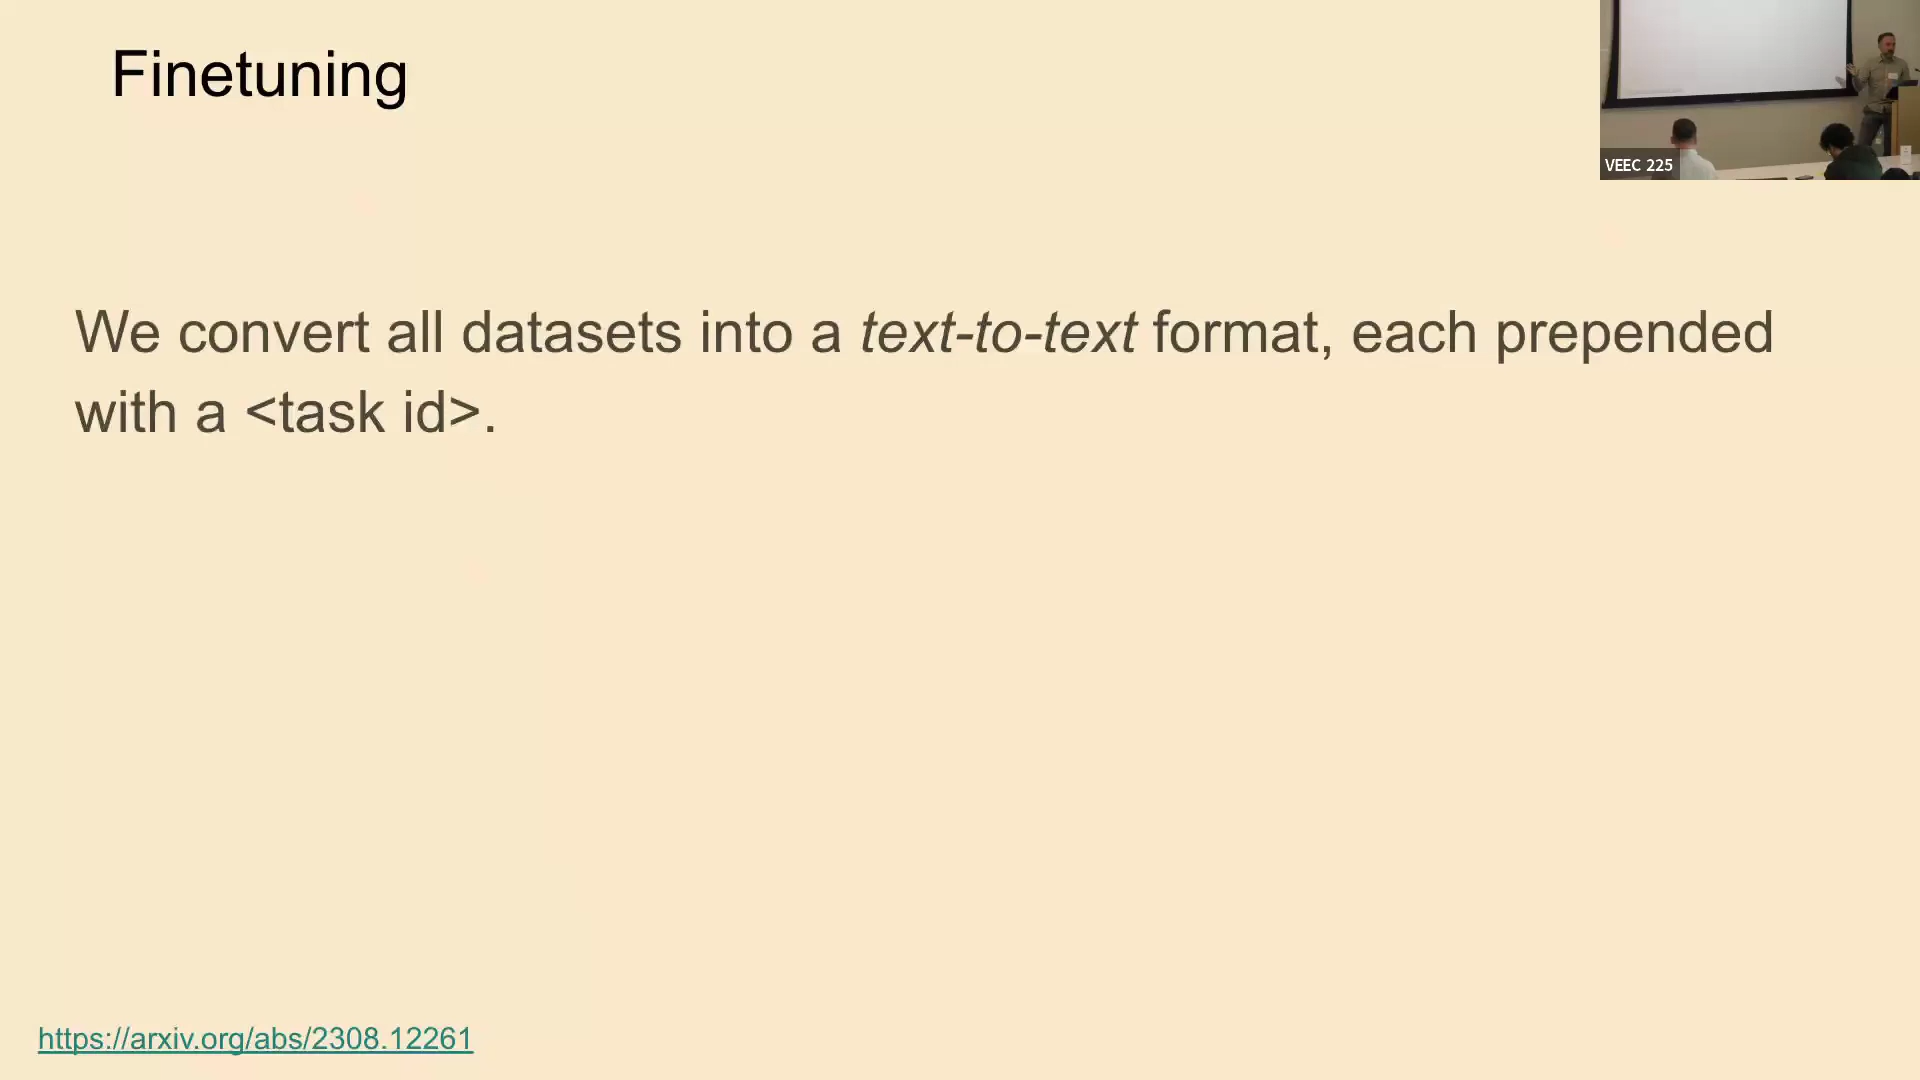 Finetuning
VEEC 225
We convert all datasets into a text-to-text format, each prepended
with a <task id>.
https://arxiv.org/abs/2308.12261